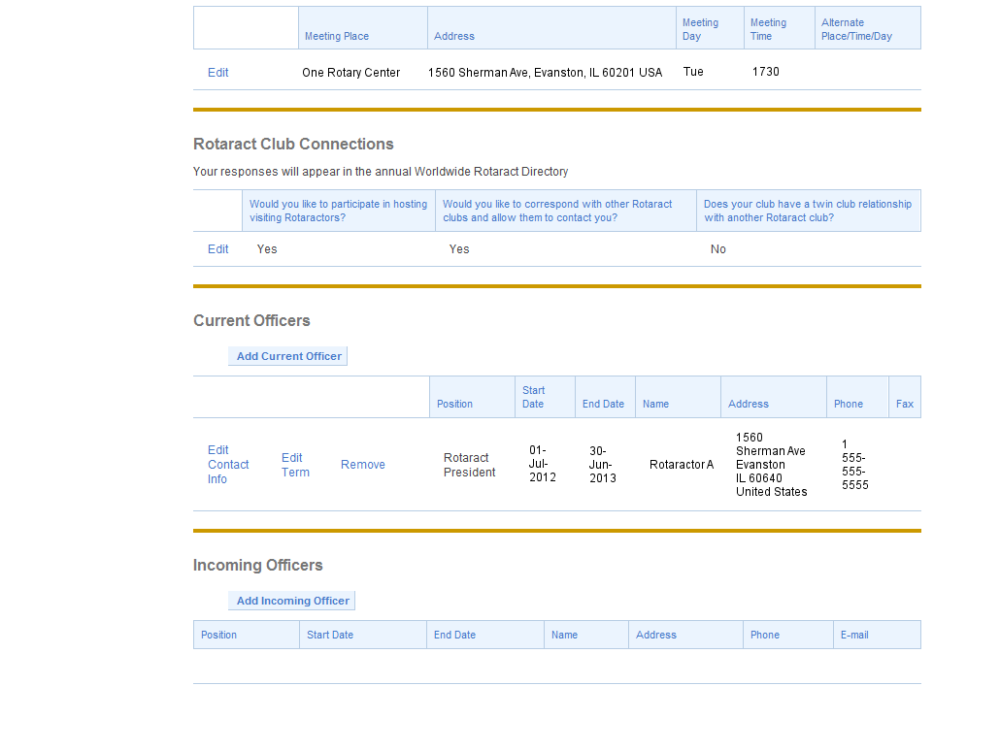 Meeting Place Address Meeting Day Meeting Time Alternate Place/Time/Day
Edit One Rotary Center 1560 Sherman Ave, Evanston, IL 60201 USA Tue 1730
Rotaract Club Connections
Your responses will appear in the annual Worldwide Rotaract Directory
Would you like to participate in hosting visiting Rotaractors? Would you like to correspond with other Rotaract clubs and allow them to contact you? Does your club have a twin club relationship with another Rotaract club?
Edit Yes Yes No
Current Officers
Add Current Officer
Position Start Date End Date Name Address Phone Fax
Edit Contact Info Edit Term Remove Rotaract President 01-Jul-2012 30-Jun-2013 Rotaractor A 1560 Sherman Ave Evanston IL 60640 United States 1 555-555-5555
Incoming Officers
Add Incoming Officer
Position Start Date End Date Name Address Phone E-mail